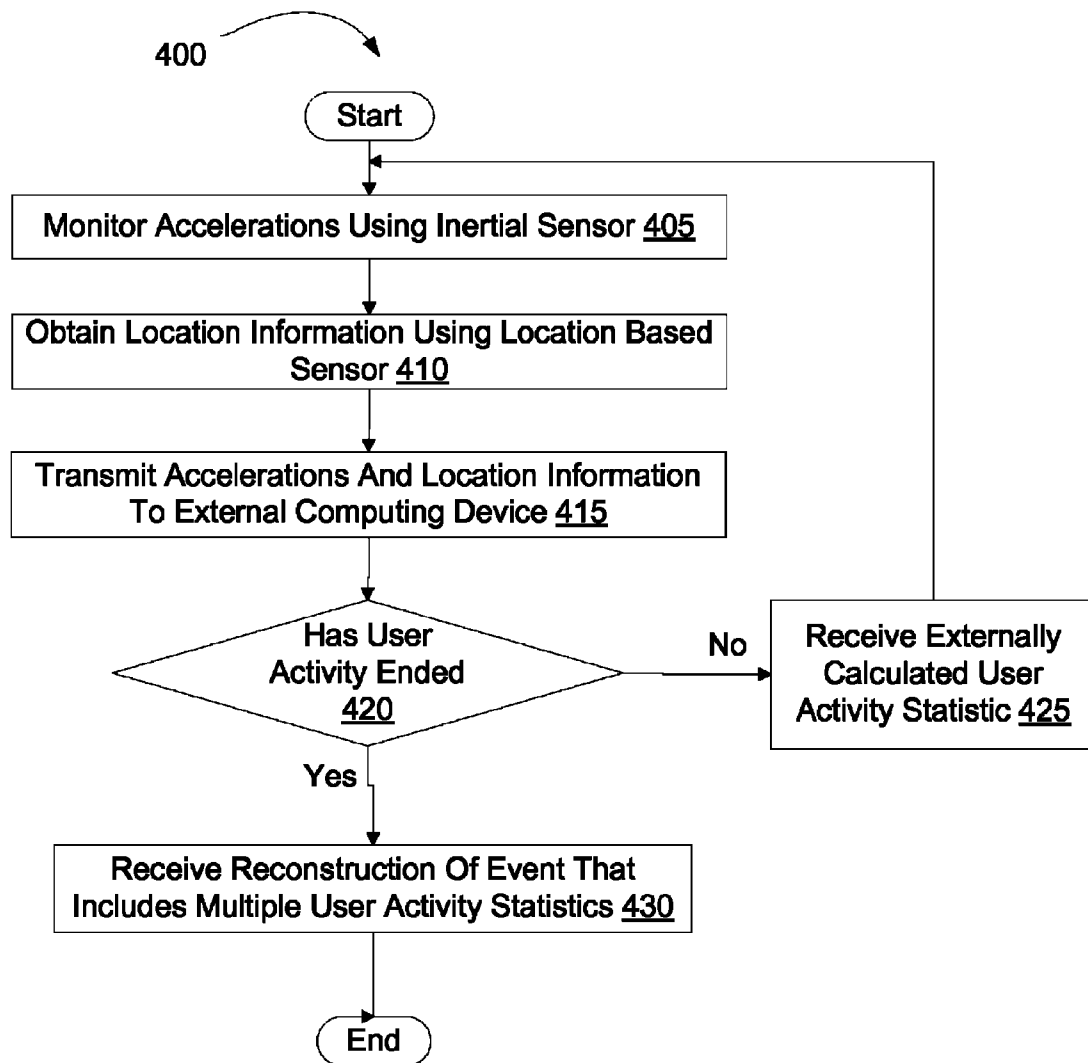 400
Start
Monitor Accelerations Using Inertial Sensor 405
Obtain Location Information Using Location Based
Sensor 410
Transmit Accelerations And Location Information
To External Computing Device 415
Has User
Activity Ended
420
No
Receive Externally
Calculated User
Activity Statistic 425
Yes
Receive Reconstruction Of Event That
Includes Multiple User Activity Statistics 430
End